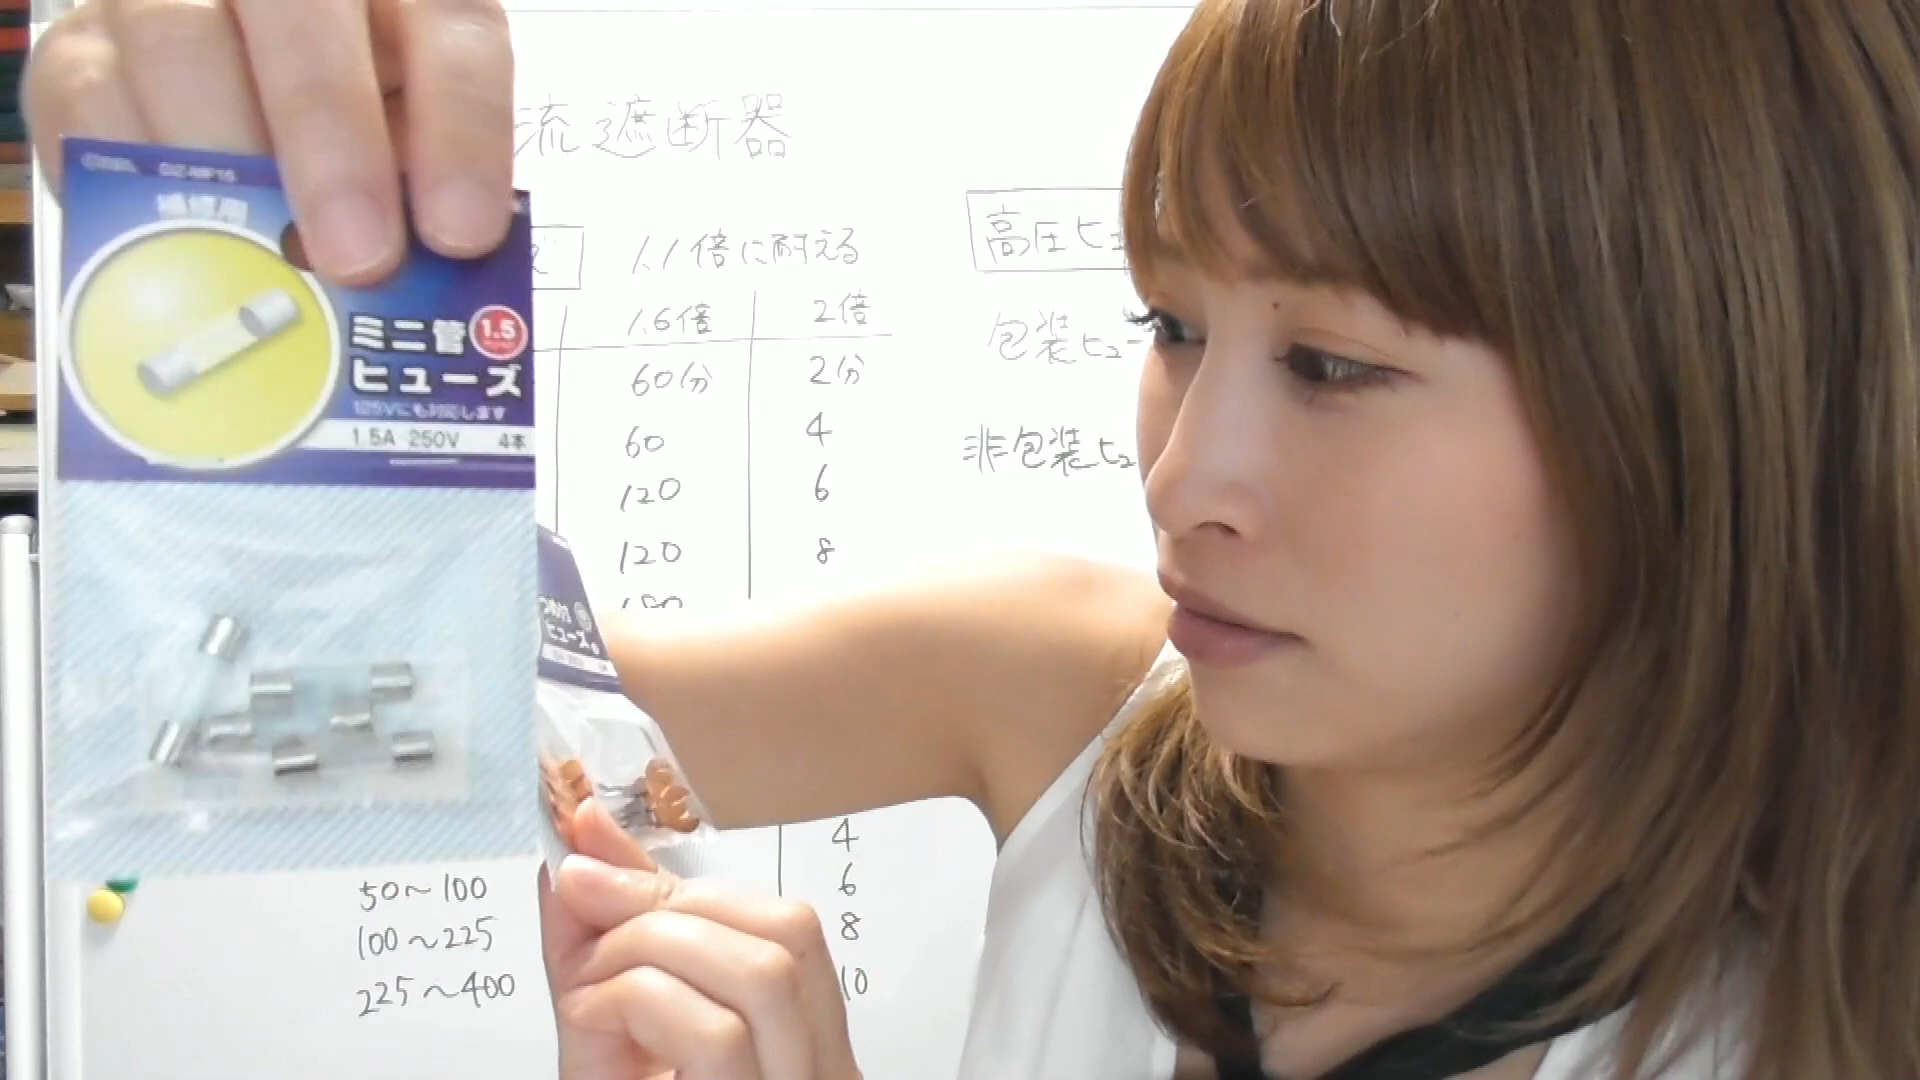 流遮断器
補修用
ミニ管 1.5
ヒューズ
125Vにも対応します
1.5A 250V 4本
1.1倍に耐える
1.6倍 2倍
60分 2分
60 4
120 6
120 8
高圧ヒュ
包装ヒュー
非包装ヒュ
つめ付
ヒューズ
4
50～100 6
100～225 8
225～400 10